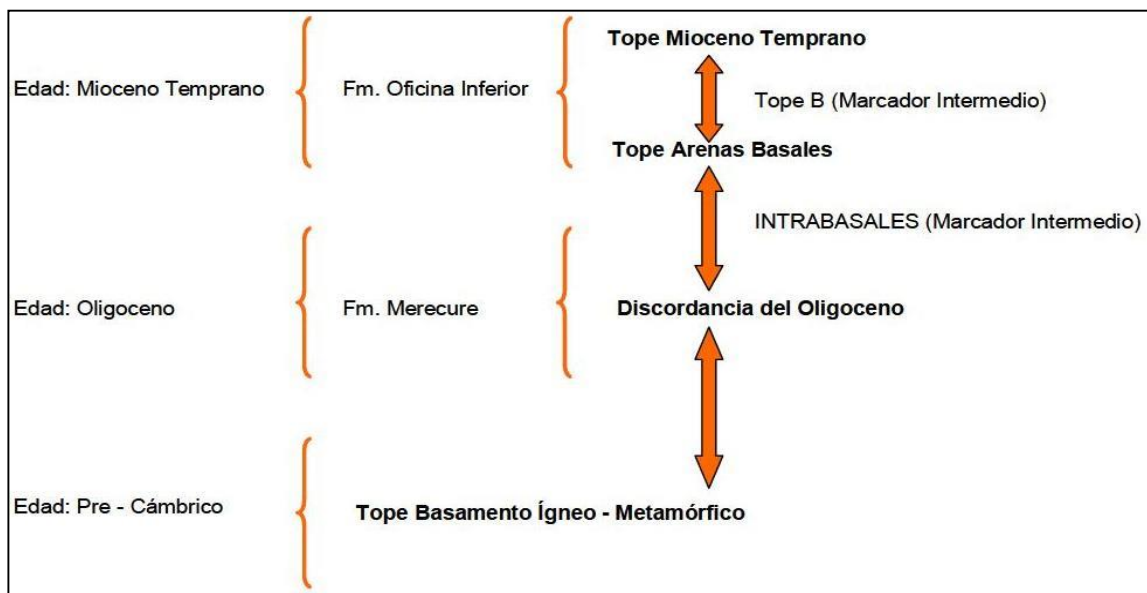 Tope Mioceno Temprano
Edad: Mioceno Temprano
Fm. Oficina Inferior
Tope B (Marcador Intermedio)
Tope Arenas Basales
INTRABASALES (Marcador Intermedio)
Edad: Oligoceno
Fm. Merecure
Discordancia del Oligoceno
Edad: Pre - Cámbrico
Tope Basamento Ígneo - Metamórfico